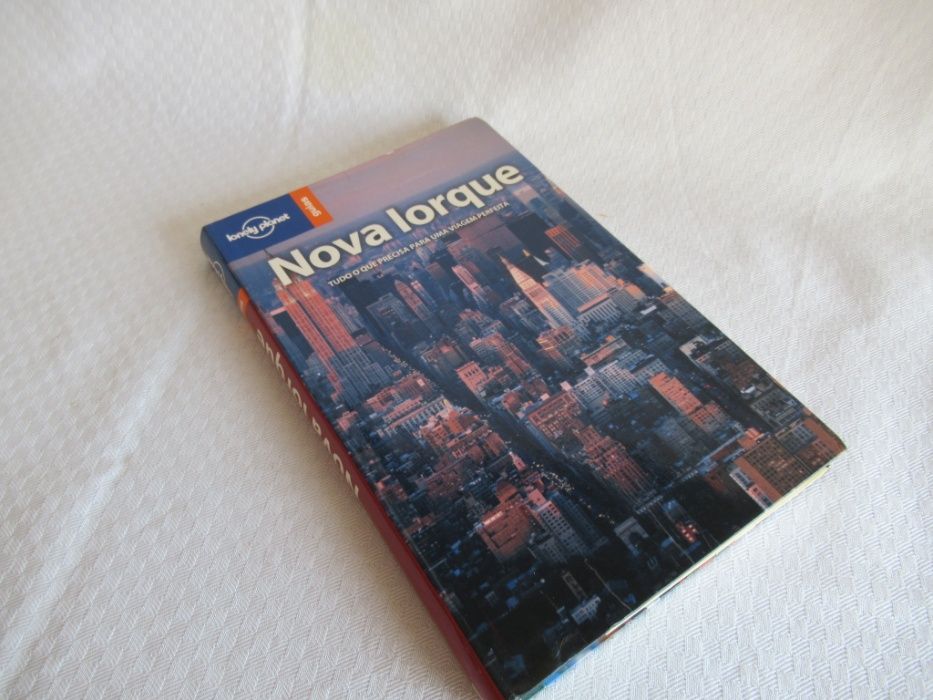 lonely planet
guias
Nova Iorque
TUDO O QUE PRECISA PARA UMA VIAGEM PERFEITA
Nova Iorque